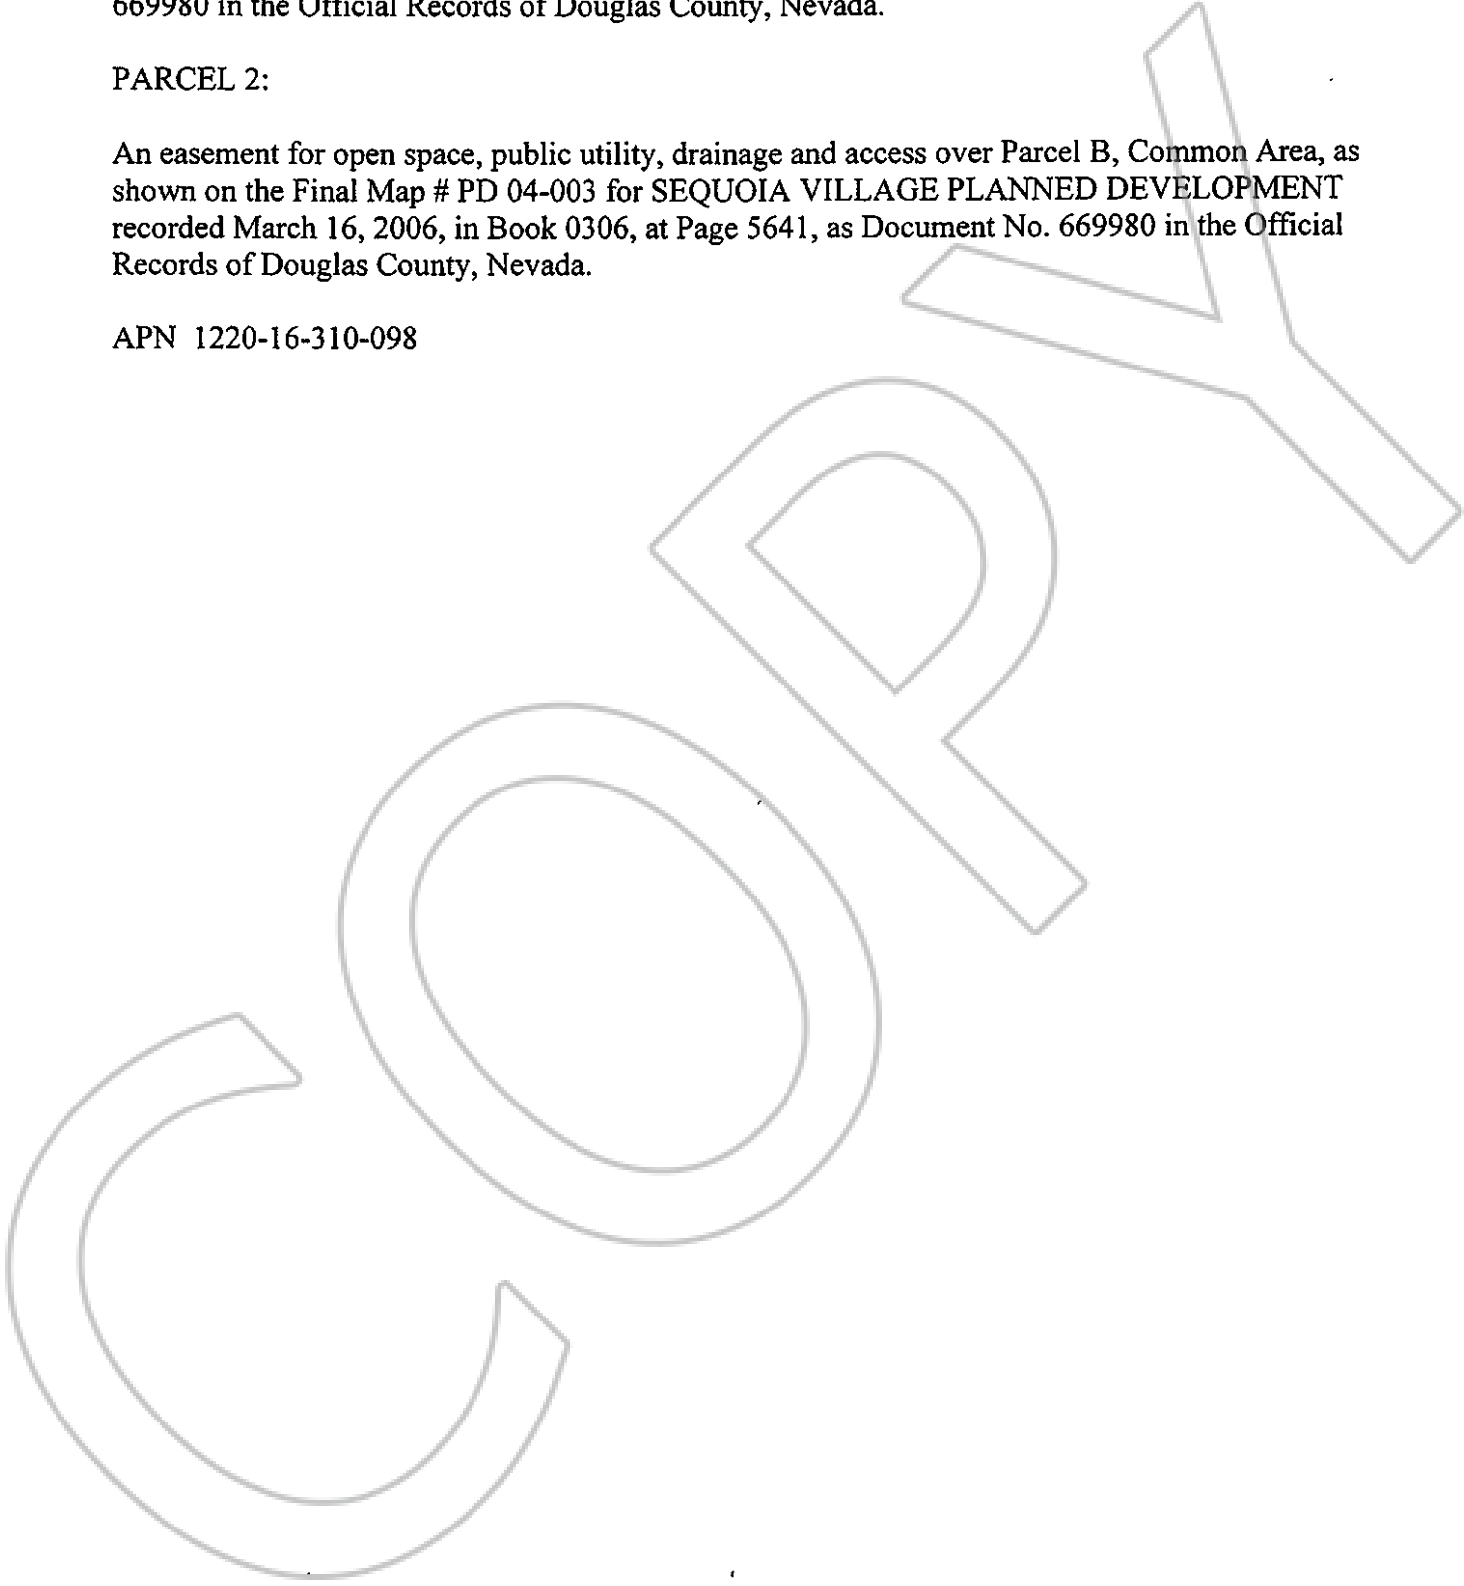 669980 in the Official Records of Douglas County, Nevada.
PARCEL 2:
An easement for open space, public utility, drainage and access over Parcel B, Common Area, as
shown on the Final Map # PD 04-003 for SEQUOIA VILLAGE PLANNED DEVELOPMENT
recorded March 16, 2006, in Book 0306, at Page 5641, as Document No. 669980 in the Official
Records of Douglas County, Nevada.
APN 1220-16-310-098
COPY